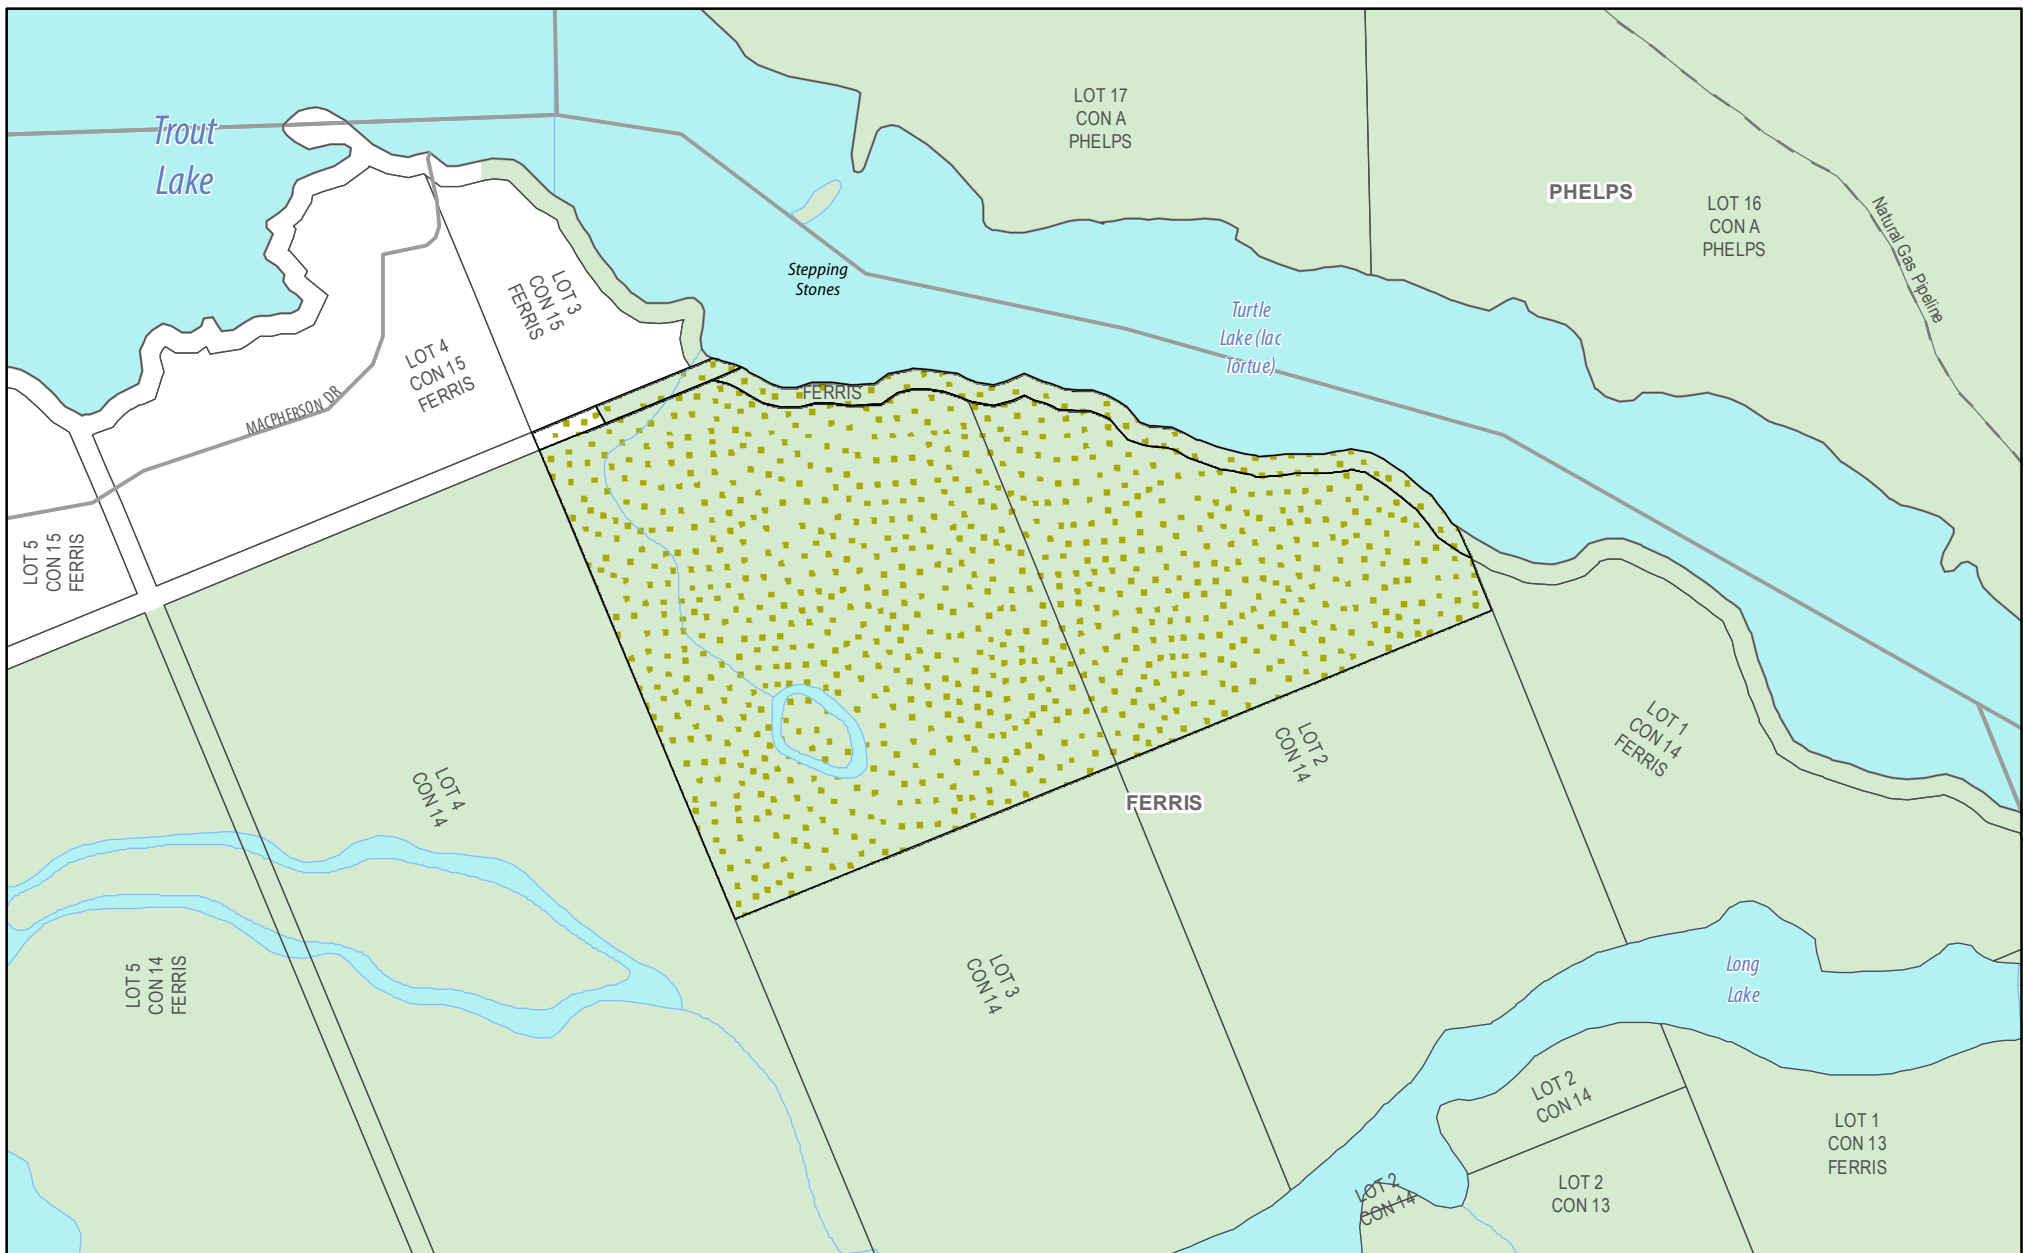 LOT 17
CON A
PHELPS
Trout
Lake
PHELPS
LOT 16
CON A
PHELPS
Natural Gas Pipeline
Stepping
Stones
LOT 3
CON 15
FERRIS
Turtle
Lake (lac
Tortue)
LOT 4
CON 15
FERRIS
MACPHERSON DR
FERRIS
LOT 5
CON 15
FERRIS
LOT 1
CON 14
FERRIS
LOT 2
CON 14
LOT 4
CON 14
FERRIS
LOT 5
CON 14
FERRIS
LOT 3
CON 14
Long
Lake
LOT 2
CON 14
LOT 1
CON 13
FERRIS
LOT 2
CON 14
LOT 2
CON 13